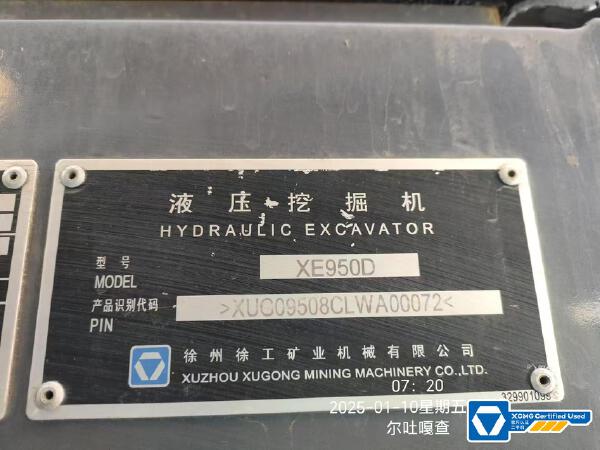 液压挖掘机
HYDRAULIC EXCAVATOR
型号
MODEL
XE950D
产品识别代码
PIN
>XUG09508CLWA00072<
徐州徐工矿业机械有限公司
XUZHOU XUGONG MINING MACHINERY CO.,LTD.
07:20
2025-01-10星期五
尔吐嘎查
XCMG Certified Used